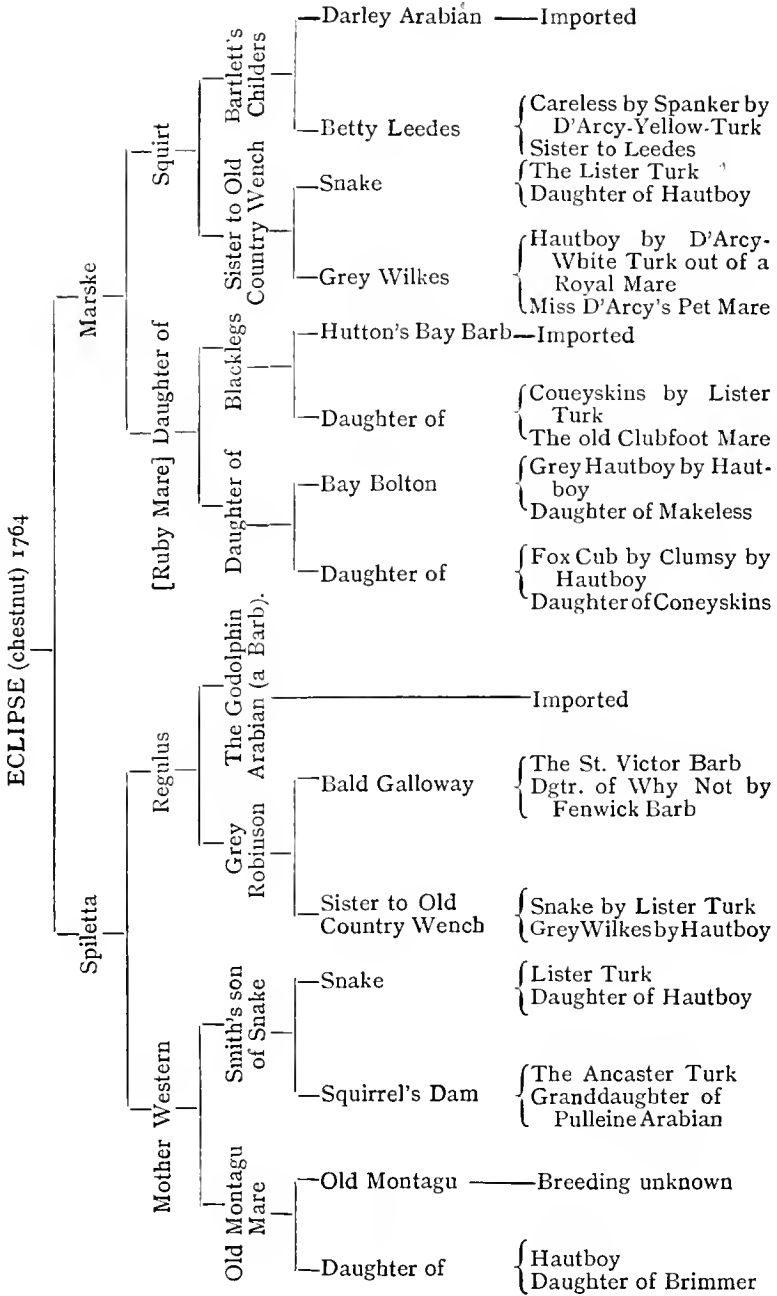 ECLIPSE (chestnut) 1764
Marske
Squirt
Bartlett's
Childers
Darley Arabian — Imported
Betty Leedes
Careless by Spanker by
D'Arcy-Yellow-Turk
Sister to Leedes
Sister to Old
Country Wench
Snake
The Lister Turk
Daughter of Hautboy
Grey Wilkes
Hautboy by D'Arcy-
White Turk out of a
Royal Mare
Miss D'Arcy's Pet Mare
[Ruby Mare] Daughter of
Blacklegs
Hutton's Bay Barb — Imported
Daughter of
Coneyskins by Lister
Turk
The old Clubfoot Mare
Daughter of
Bay Bolton
Grey Hautboy by Haut-
boy
Daughter of Makeless
Daughter of
Fox Cub by Clumsy by
Hautboy
Daughter of Coneyskins
Spiletta
Regulus
The Godolphin
Arabian (a Barb).
Imported
Grey
Robinson
Bald Galloway
The St. Victor Barb
Dgtr. of Why Not by
Fenwick Barb
Sister to Old
Country Wench
Snake by Lister Turk
Grey Wilkes by Hautboy
Mother Western
Smith's son
of Snake
Snake
Lister Turk
Daughter of Hautboy
Squirrel's Dam
The Ancaster Turk
Granddaughter of
Pulleine Arabian
Old Montagu
Mare
Old Montagu — Breeding unknown
Daughter of
Hautboy
Daughter of Brimmer